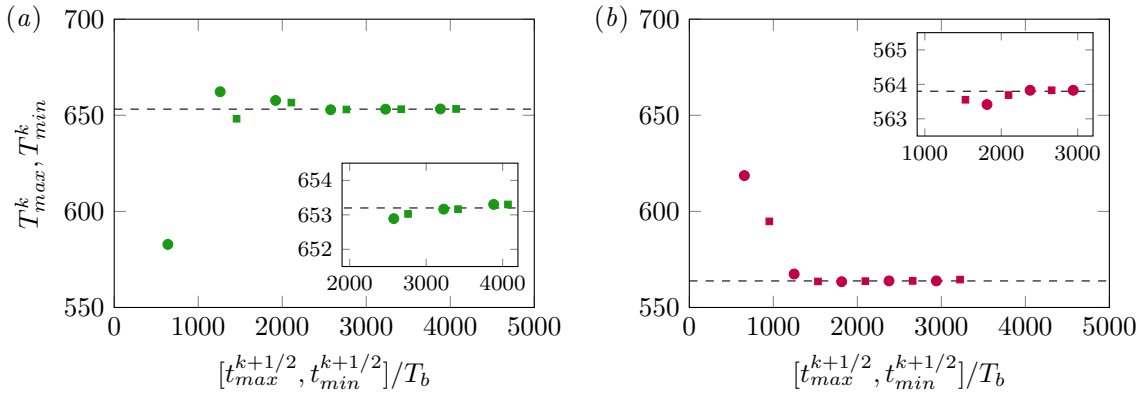 (a)
700
650
600
550
T^k_{max}, T^k_{min}
0 1000 2000 3000 4000 5000
[t^{k+1/2}_{max}, t^{k+1/2}_{min}]/T_b
654
653
652
2000 3000 4000
(b)
700
650
600
550
0 1000 2000 3000 4000 5000
[t^{k+1/2}_{max}, t^{k+1/2}_{min}]/T_b
565
564
563
1000 2000 3000